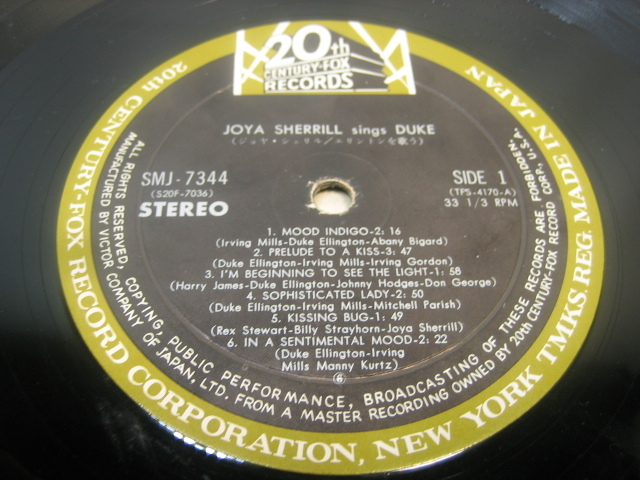 20th
CENTURY-FOX
RECORDS
JOYA SHERRILL sings DUKE
(ジョヤ・シェリル/エリントンを歌う)
SMJ-7344
(S20F-7036)
STEREO
SIDE 1
(TPS-4170-A)
33 1/3 RPM
1. MOOD INDIGO-2: 16
(Irving Mills-Duke Ellington-Abany Bigard)
2. PRELUDE TO A KISS-3: 47
(Duke Ellington-Irving Mills-Irving Gordon)
3. I'M BEGINNING TO SEE THE LIGHT-1: 58
(Harry James-Duke Ellington-Johnny Hodges-Don George)
4. SOPHISTICATED LADY-2: 50
(Duke Ellington-Irving Mills-Mitchell Parish)
5. KISSING BUG-1: 49
(Rex Stewart-Billy Strayhorn-Joya Sherrill)
6. IN A SENTIMENTAL MOOD-2: 22
(Duke Ellington-Irving
Mills Manny Kurtz)
6
ALL RIGHTS RESERVED, COPYING, PUBLIC PERFORMANCE, BROADCASTING OF THESE RECORDS ARE FORBIDDEN.
MANUFACTURED BY VICTOR COMPANY OF JAPAN, LTD. FROM A MASTER RECORDING OWNED BY 20th CENTURY-FOX RECORD CORP., U.S.A.
20th CENTURY-FOX RECORD CORPORATION, NEW YORK TMKS REG. MADE IN JAPAN